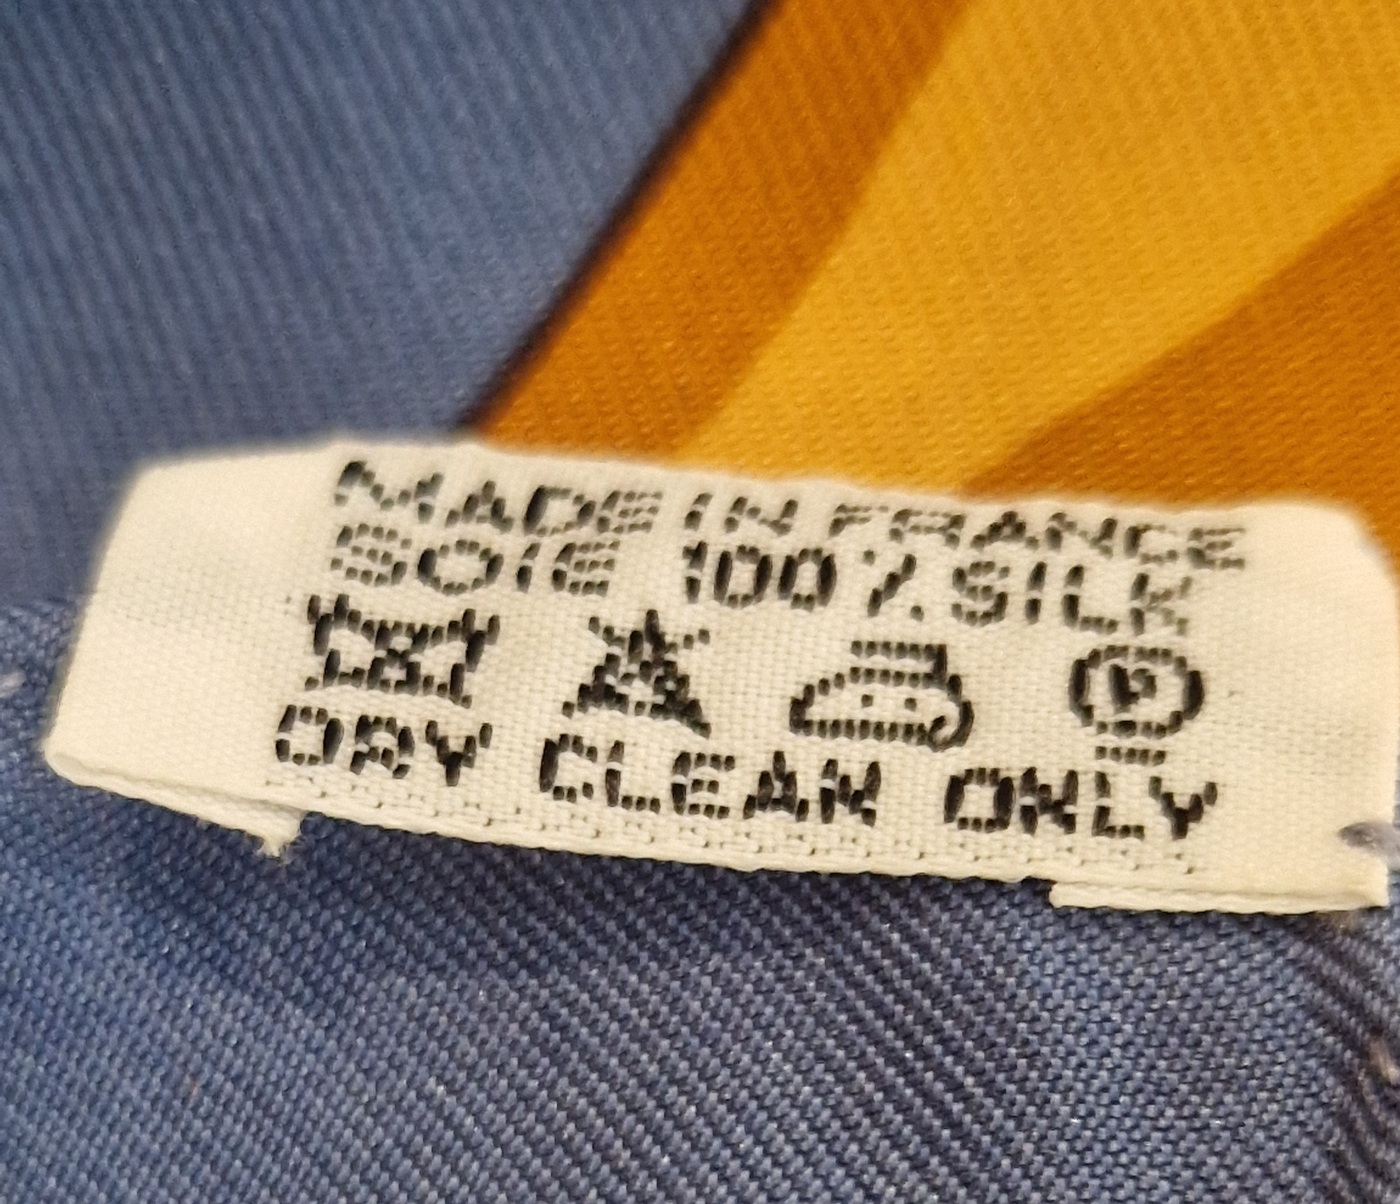 MADE IN FRANCE
SOIE 100% SILK
P
DRY CLEAN ONLY